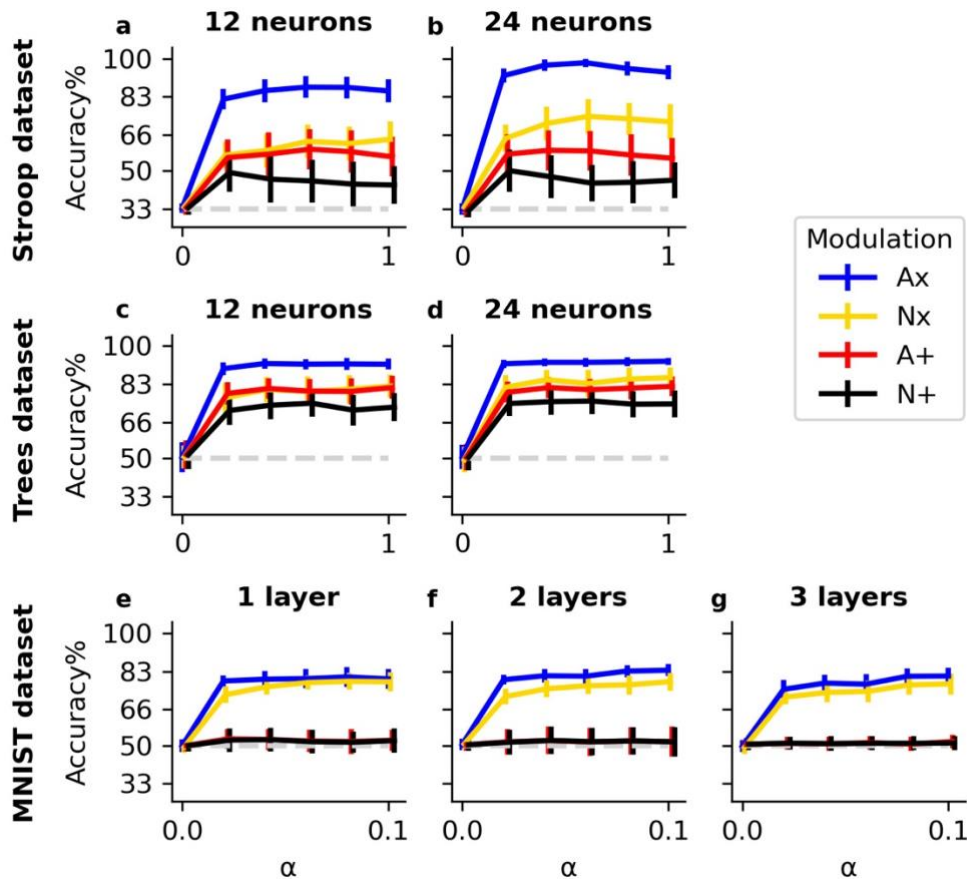 Stroop dataset
a 12 neurons
b 24 neurons
Accuracy%
100
83
66
50
33
0 1
0 1
Modulation
Ax
Nx
A+
N+
Trees dataset
c 12 neurons
d 24 neurons
Accuracy%
100
83
66
50
33
0 1
0 1
MNIST dataset
e 1 layer
f 2 layers
g 3 layers
Accuracy%
100
83
66
50
33
0.0 0.1
0.0 0.1
0.0 0.1
α
α
α